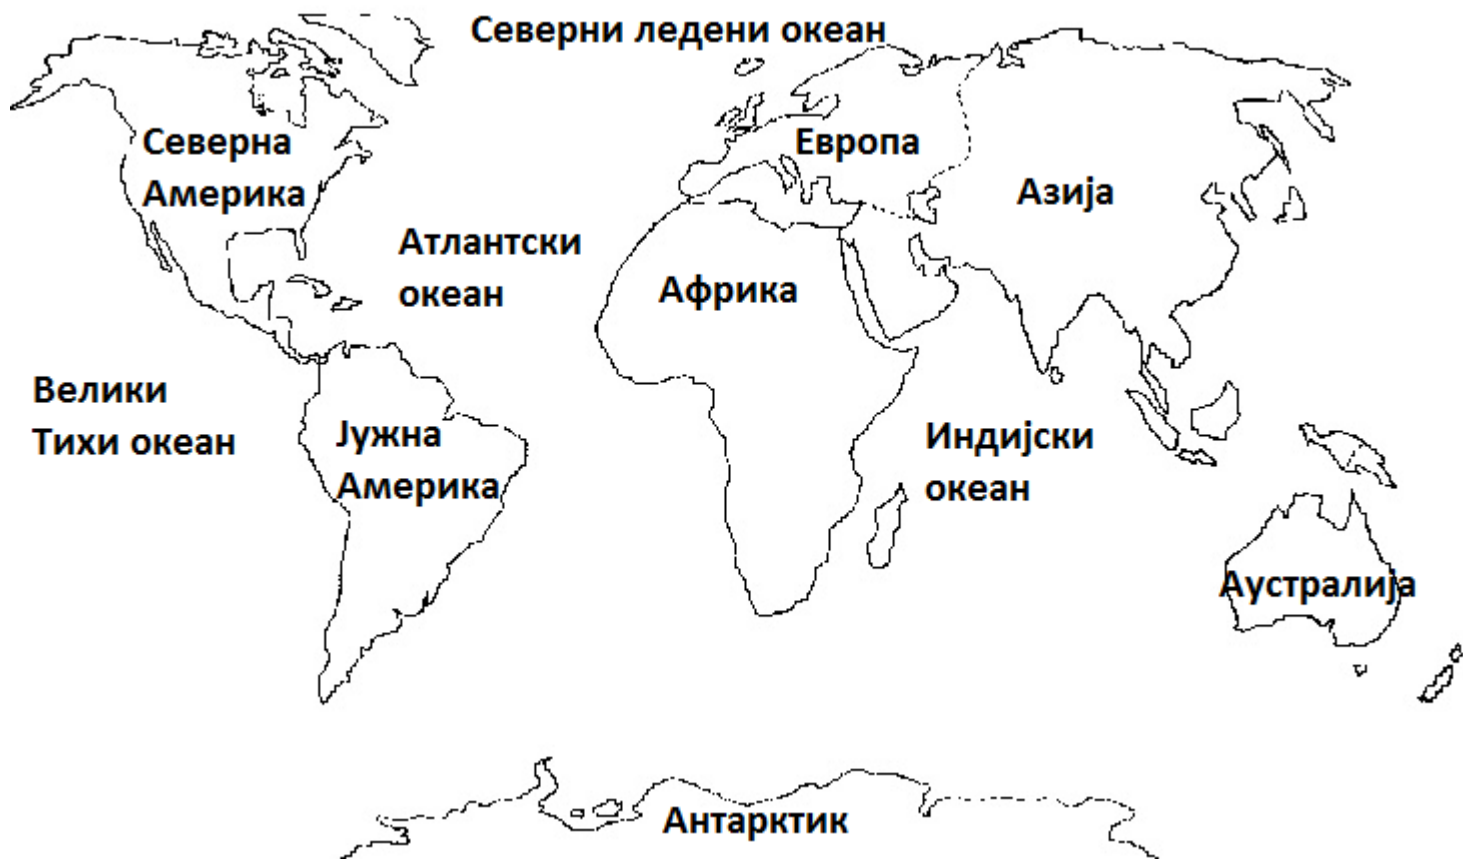 Северни ледени океан
Северна
Америка
Европа
Азија
Атлантски
океан
Африка
Велики
Тихи океан
Јужна
Америка
Индијски
океан
Аустралија
Антарктик